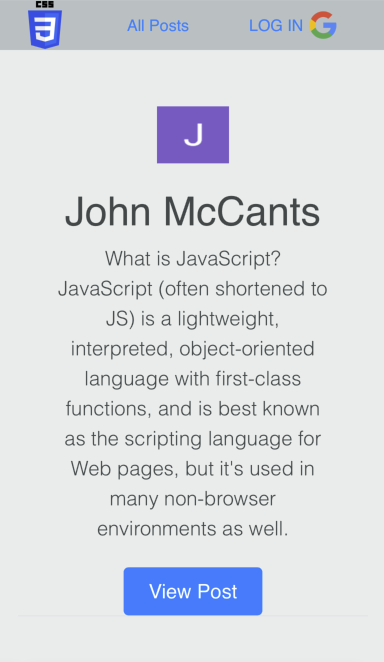 CSS
3
All Posts
LOG IN G
J
John McCants
What is JavaScript?
JavaScript (often shortened to
JS) is a lightweight,
interpreted, object-oriented
language with first-class
functions, and is best known
as the scripting language for
Web pages, but it's used in
many non-browser
environments as well.
View Post